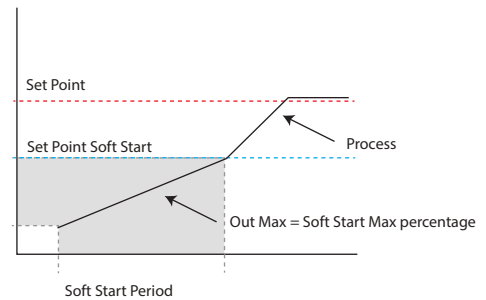 Set Point
Set Point Soft Start
Process
Out Max = Soft Start Max percentage
Soft Start Period